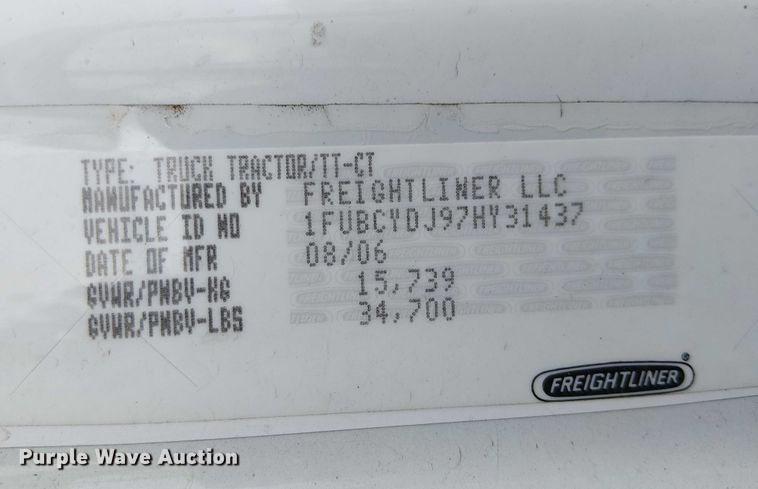 TYPE: TRUCK TRACTOR/TT-CT
MANUFACTURED BY FREIGHTLINER LLC
VEHICLE ID NO 1FUBCYDJ97HY31437
DATE OF MFR 08/06
GVWR/PNBV-KG 15,739
GVWR/PNBV-LBS 34,700
FREIGHTLINER®
Purple Wave Auction